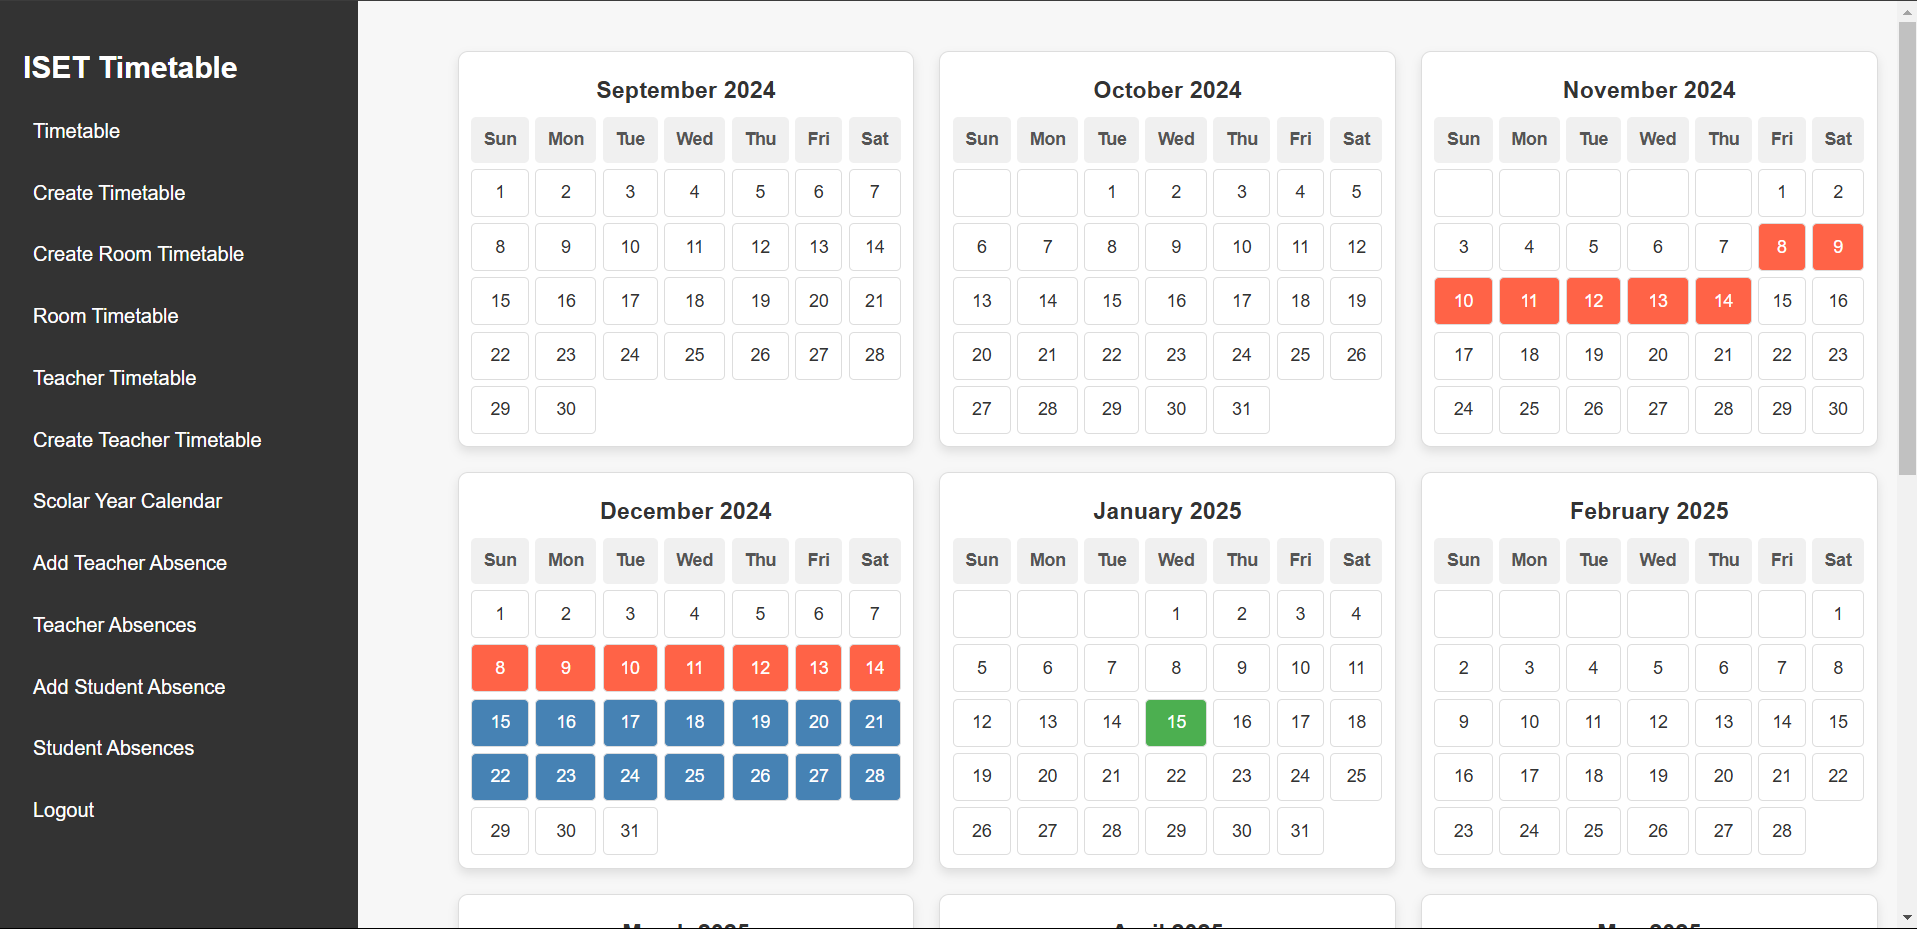 ISET Timetable
Timetable
Create Timetable
Create Room Timetable
Room Timetable
Teacher Timetable
Create Teacher Timetable
Scolar Year Calendar
Add Teacher Absence
Teacher Absences
Add Student Absence
Student Absences
Logout
September 2024
Sun Mon Tue Wed Thu Fri Sat
1 2 3 4 5 6 7
8 9 10 11 12 13 14
15 16 17 18 19 20 21
22 23 24 25 26 27 28
29 30
October 2024
Sun Mon Tue Wed Thu Fri Sat
1 2 3 4 5
6 7 8 9 10 11 12
13 14 15 16 17 18 19
20 21 22 23 24 25 26
27 28 29 30 31
November 2024
Sun Mon Tue Wed Thu Fri Sat
1 2
3 4 5 6 7 8 9
10 11 12 13 14 15 16
17 18 19 20 21 22 23
24 25 26 27 28 29 30
December 2024
Sun Mon Tue Wed Thu Fri Sat
1 2 3 4 5 6 7
8 9 10 11 12 13 14
15 16 17 18 19 20 21
22 23 24 25 26 27 28
29 30 31
January 2025
Sun Mon Tue Wed Thu Fri Sat
1 2 3 4
5 6 7 8 9 10 11
12 13 14 15 16 17 18
19 20 21 22 23 24 25
26 27 28 29 30 31
February 2025
Sun Mon Tue Wed Thu Fri Sat
1
2 3 4 5 6 7 8
9 10 11 12 13 14 15
16 17 18 19 20 21 22
23 24 25 26 27 28
March 2025
April 2025
May 2025